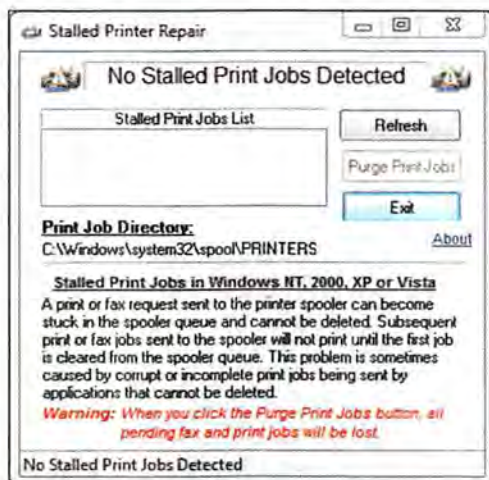 Stalled Printer Repair
No Stalled Print Jobs Detected
Stalled Print Jobs List
Refresh
Purge Print Jobs
Exit
Print Job Directory:
C:\Windows\system32\spool\PRINTERS
About
Stalled Print Jobs in Windows NT, 2000, XP or Vista
A print or fax request sent to the printer spooler can become
stuck in the spooler queue and cannot be deleted. Subsequent
print or fax jobs sent to the spooler will not print until the first job
is cleared from the spooler queue. This problem is sometimes
caused by corrupt or incomplete print jobs being sent by
applications that cannot be deleted.
Warning: When you click the Purge Print Jobs button, all
pending fax and print jobs will be lost.
No Stalled Print Jobs Detected